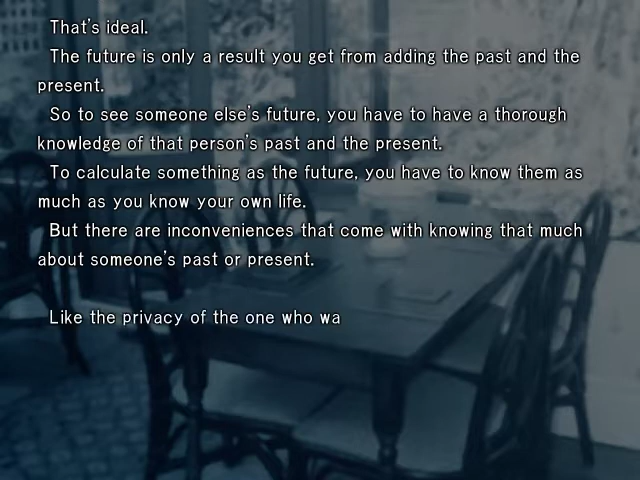 That's ideal.
The future is only a result you get from adding the past and the
present.
So to see someone else's future, you have to have a thorough
knowledge of that person's past and the present.
To calculate something as the future, you have to know them as
much as you know your own life.
But there are inconveniences that come with knowing that much
about someone's past or present.
Like the privacy of the one who wa